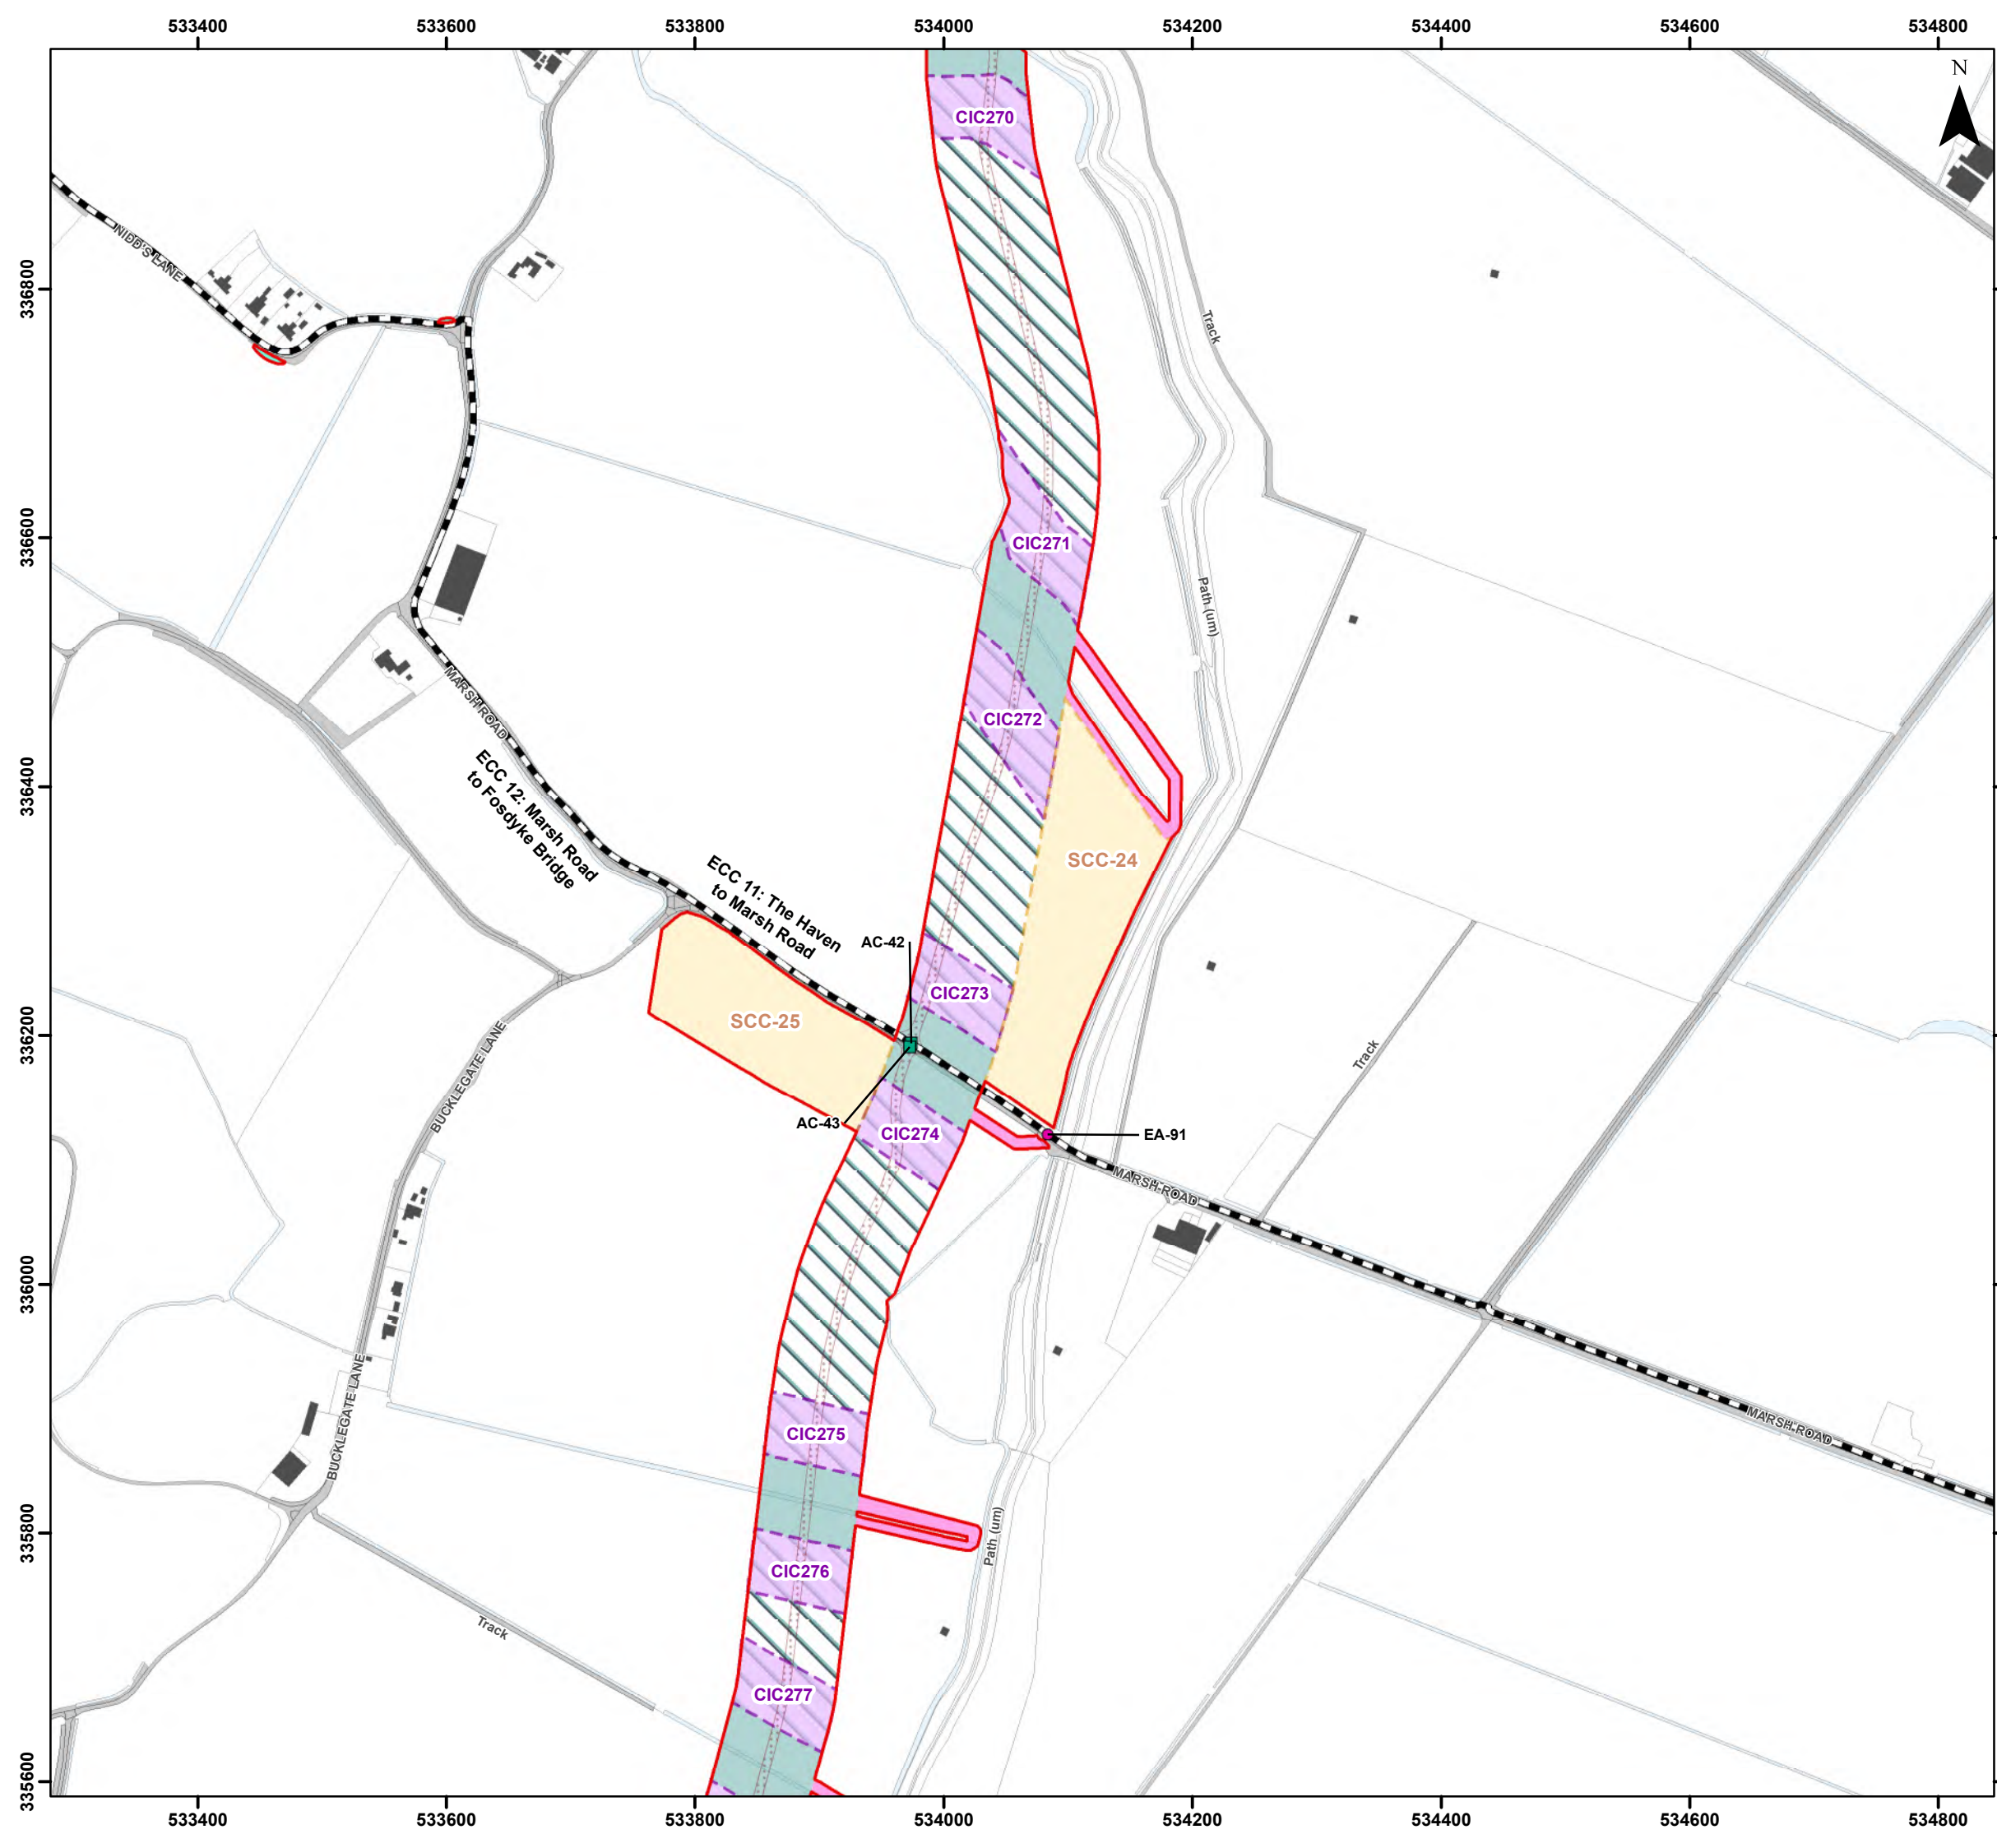 533400 533600 533800 534000 534200 534400 534600 534800
N
CIC270
NIDD'S LANE
336800
Track
336600
CIC271
Path (um)
MARSH ROAD
CIC272
336400
ECC 12: Marsh Road
to Fosdyke Bridge
ECC 11: The Haven
to Marsh Road
SCC-24
AC-42
CIC273
SCC-25
336200
BUCKLEGATE LANE
Track
AC-43
CIC274
EA-91
MARSH ROAD
336000
BUCKLEGATE LANE
CIC275
MARSH ROAD
335800
Path (um)
CIC276
Track
CIC277
335600
533400 533600 533800 534000 534200 534400 534600 534800